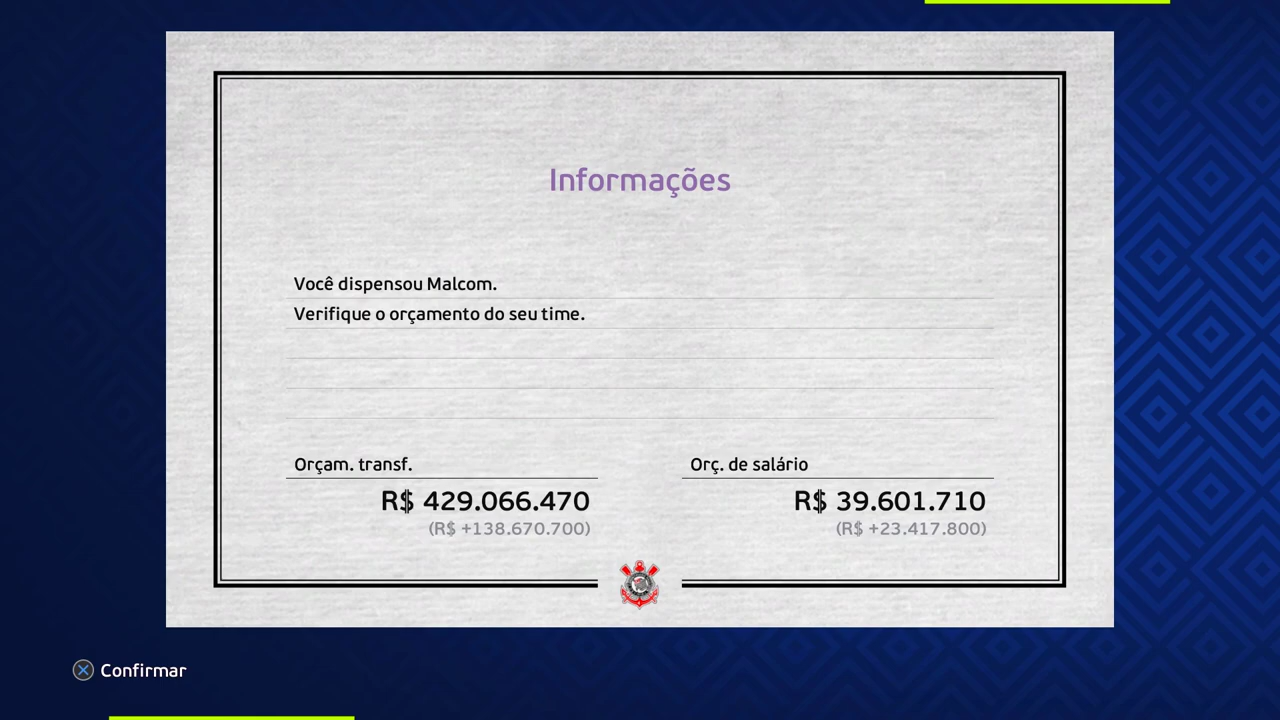 Informações
Você dispensou Malcom.
Verifique o orçamento do seu time.
Orçam. transf.
R$ 429.066.470
(R$ +138.670.700)
Orç. de salário
R$ 39.601.710
(R$ +23.417.800)
Confirmar